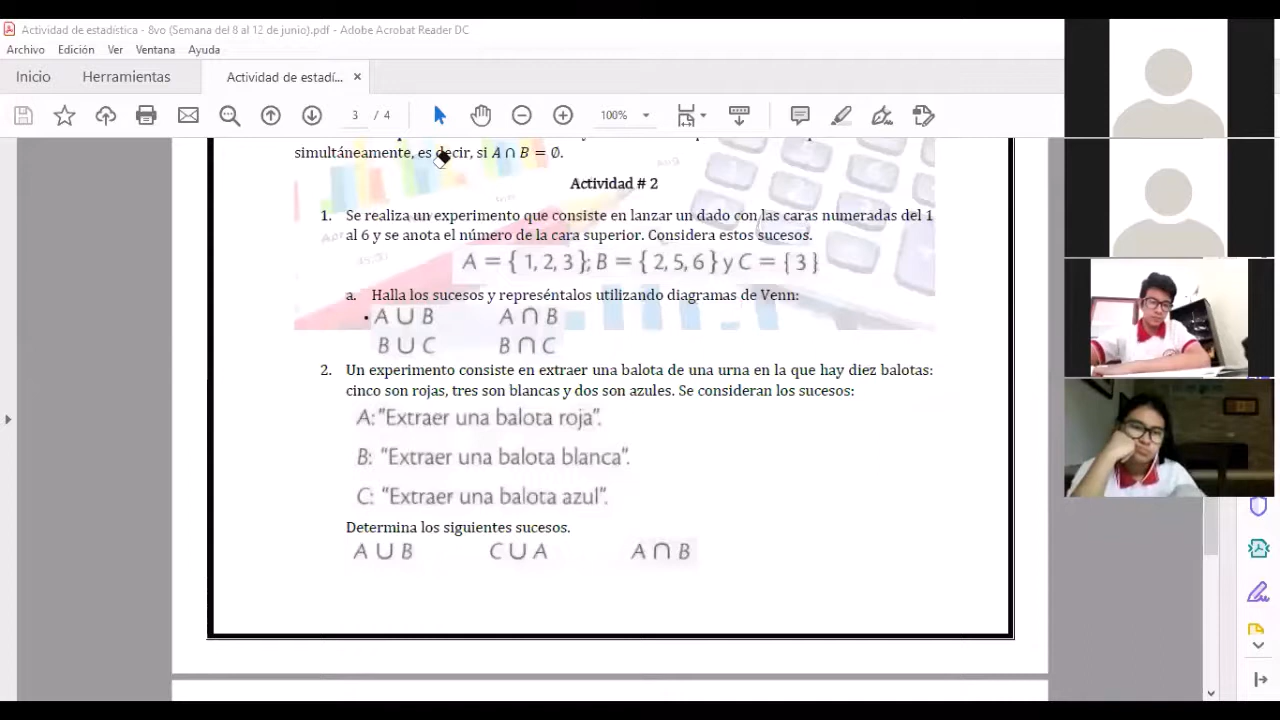 Actividad de estadística - 8vo (Semana del 8 al 12 de junio).pdf - Adobe Acrobat Reader DC
Archivo Edición Ver Ventana Ayuda
Inicio Herramientas Actividad de estadí... ×
3 / 4 100%
simultáneamente, es decir, si A ∩ B = ∅.
Actividad # 2
1. Se realiza un experimento que consiste en lanzar un dado con las caras numeradas del 1
al 6 y se anota el número de la cara superior. Considera estos sucesos.
A = { 1, 2, 3 }; B = { 2, 5, 6 } y C = { 3 }
a. Halla los sucesos y represéntalos utilizando diagramas de Venn:
• A ∪ B A ∩ B
B ∪ C B ∩ C
2. Un experimento consiste en extraer una balota de una urna en la que hay diez balotas:
cinco son rojas, tres son blancas y dos son azules. Se consideran los sucesos:
A: "Extraer una balota roja".
B: "Extraer una balota blanca".
C: "Extraer una balota azul".
Determina los siguientes sucesos.
A ∪ B C ∪ A A ∩ B